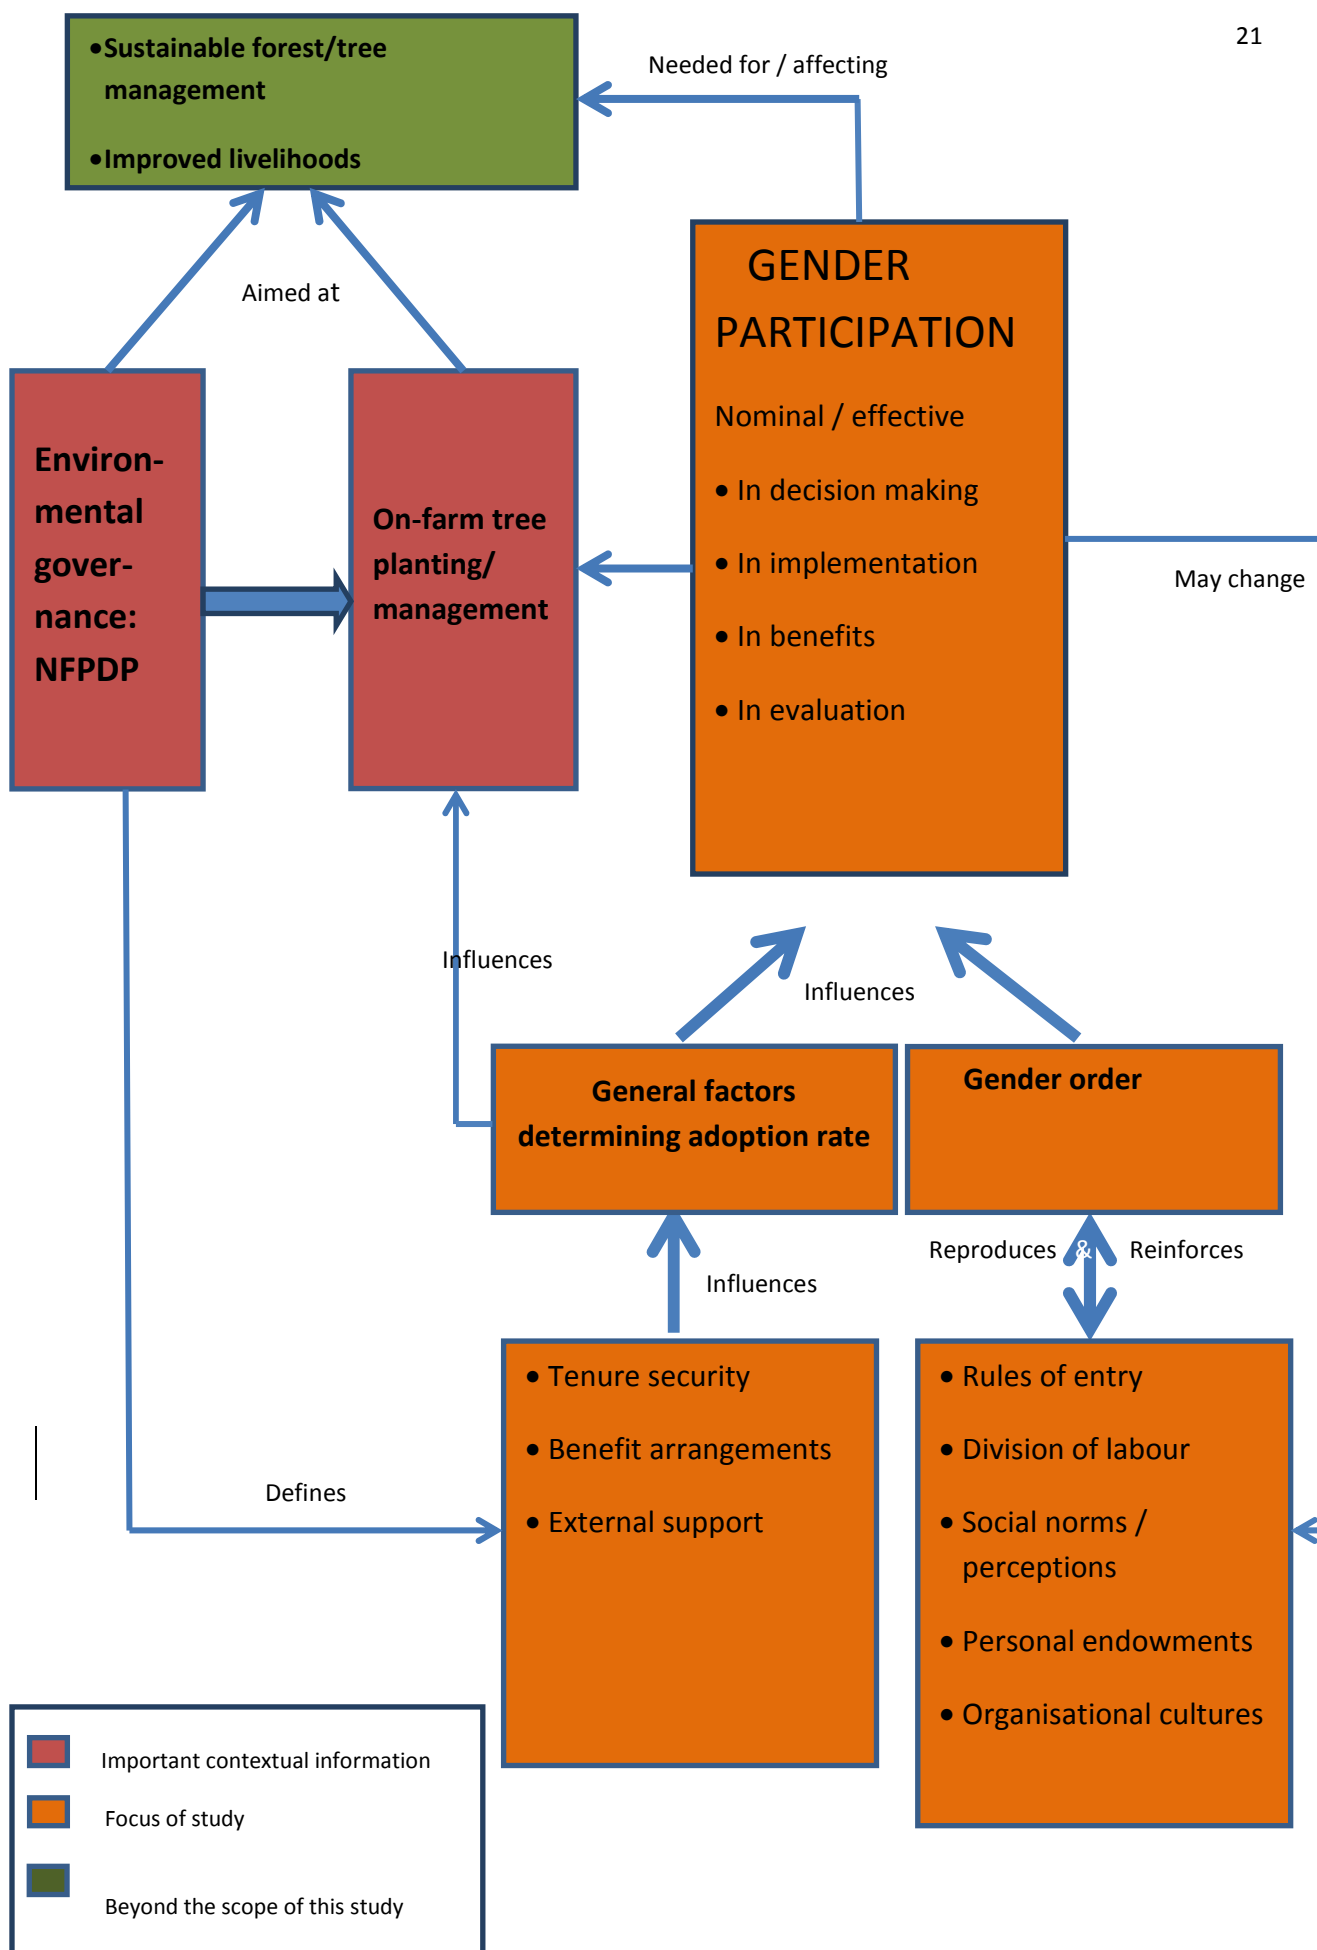 21
•Sustainable forest/tree
management
•Improved livelihoods
Needed for / affecting
Aimed at
GENDER
PARTICIPATION
Nominal / effective
• In decision making
• In implementation
• In benefits
• In evaluation
May change
Environ-
mental
gover-
nance:
NFPDP
On-farm tree
planting/
management
Influences
Influences
General factors
determining adoption rate
Gender order
Influences
Reproduces & Reinforces
• Tenure security
• Benefit arrangements
• External support
Defines
• Rules of entry
• Division of labour
• Social norms /
perceptions
• Personal endowments
• Organisational cultures
Important contextual information
Focus of study
Beyond the scope of this study